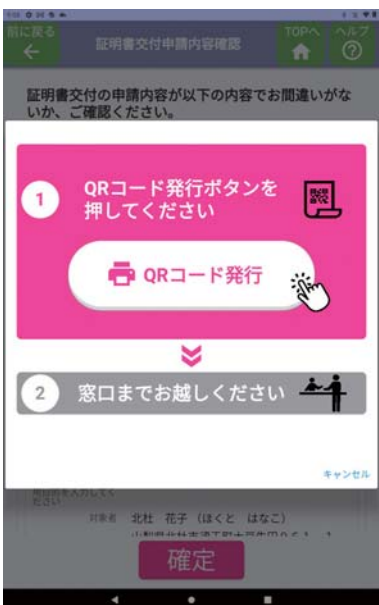 前に戻る
証明書交付申請内容確認
TOPへ
ヘルプ
証明書交付の申請内容が以下の内容でお間違いがな
いか、ご確認ください。
1
QRコード発行ボタンを
押してください
QRコード発行
2
窓口までお越しください
キャンセル
ださい
対象者 北杜 花子 (ほくと はなこ)
確定